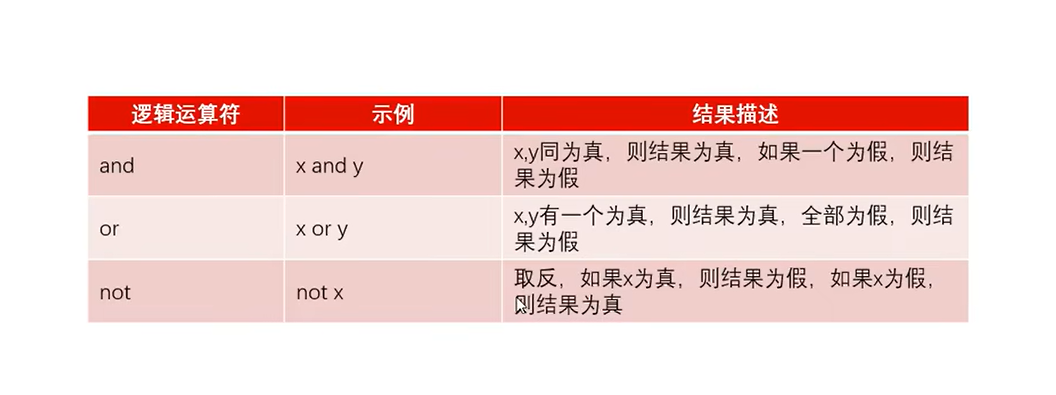 逻辑运算符 示例 结果描述
and x and y x,y同为真，则结果为真，如果一个为假，则结
果为假
or x or y x,y有一个为真，则结果为真，全部为假，则结
果为假
not not x 取反，如果x为真，则结果为假，如果x为假，
则结果为真